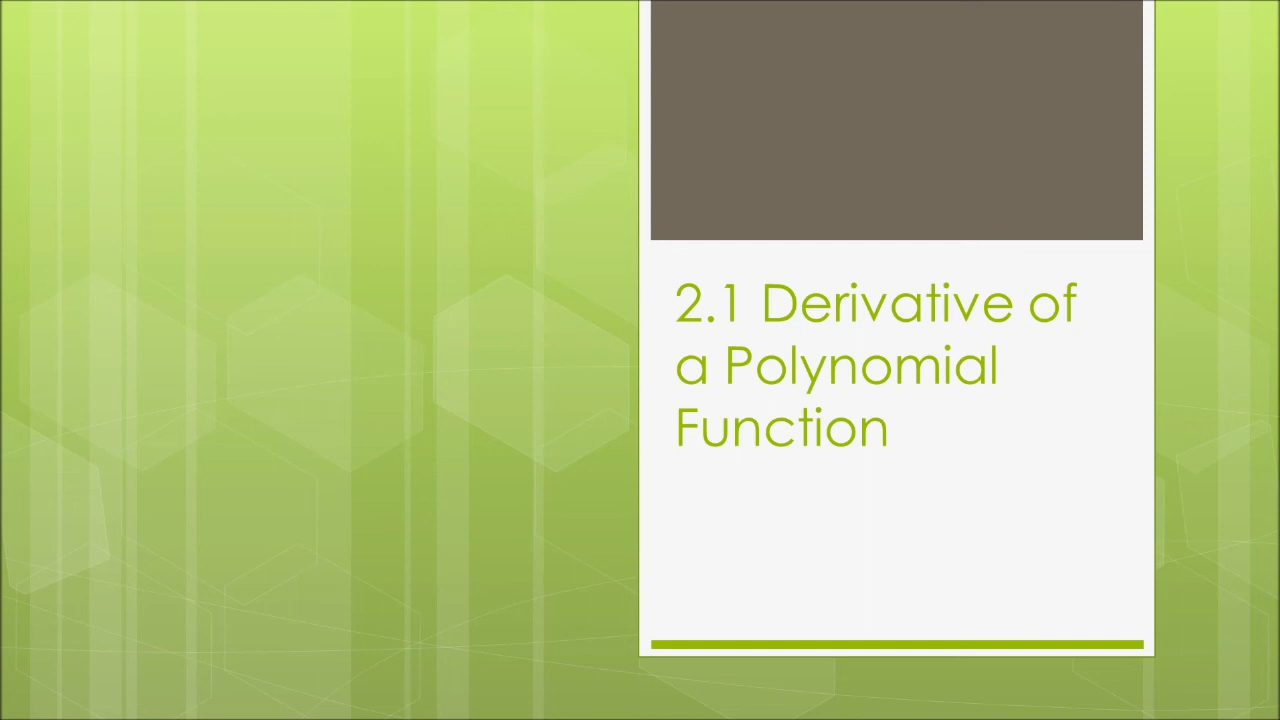 2.1 Derivative of
a Polynomial
Function